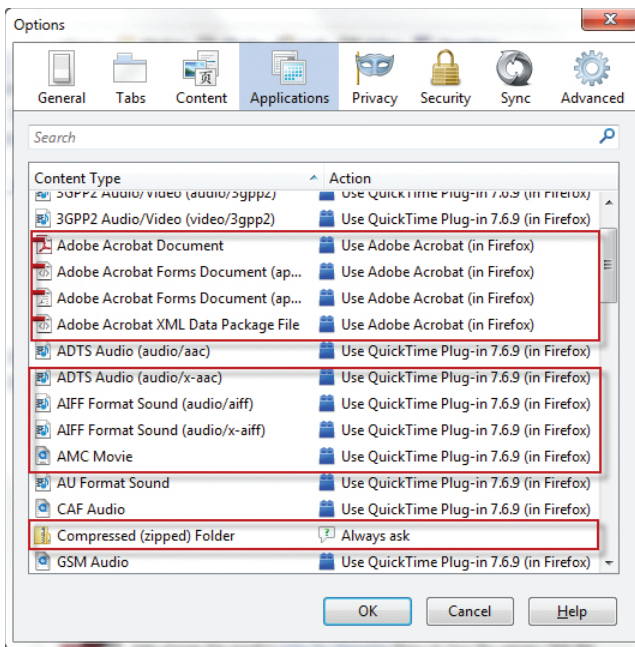 Options
General Tabs Content Applications Privacy Security Sync Advanced
Search
Content Type Action
3GPP2 Audio/Video (audio/3gpp2) Use QuickTime Plug-in 7.6.9 (in Firefox)
3GPP2 Audio/Video (video/3gpp2) Use QuickTime Plug-in 7.6.9 (in Firefox)
Adobe Acrobat Document Use Adobe Acrobat (in Firefox)
Adobe Acrobat Forms Document (ap... Use Adobe Acrobat (in Firefox)
Adobe Acrobat Forms Document (ap... Use Adobe Acrobat (in Firefox)
Adobe Acrobat XML Data Package File Use Adobe Acrobat (in Firefox)
ADTS Audio (audio/aac) Use QuickTime Plug-in 7.6.9 (in Firefox)
ADTS Audio (audio/x-aac) Use QuickTime Plug-in 7.6.9 (in Firefox)
AIFF Format Sound (audio/aiff) Use QuickTime Plug-in 7.6.9 (in Firefox)
AIFF Format Sound (audio/x-aiff) Use QuickTime Plug-in 7.6.9 (in Firefox)
AMC Movie Use QuickTime Plug-in 7.6.9 (in Firefox)
AU Format Sound Use QuickTime Plug-in 7.6.9 (in Firefox)
CAF Audio Use QuickTime Plug-in 7.6.9 (in Firefox)
Compressed (zipped) Folder Always ask
GSM Audio Use QuickTime Plug-in 7.6.9 (in Firefox)
OK Cancel Help